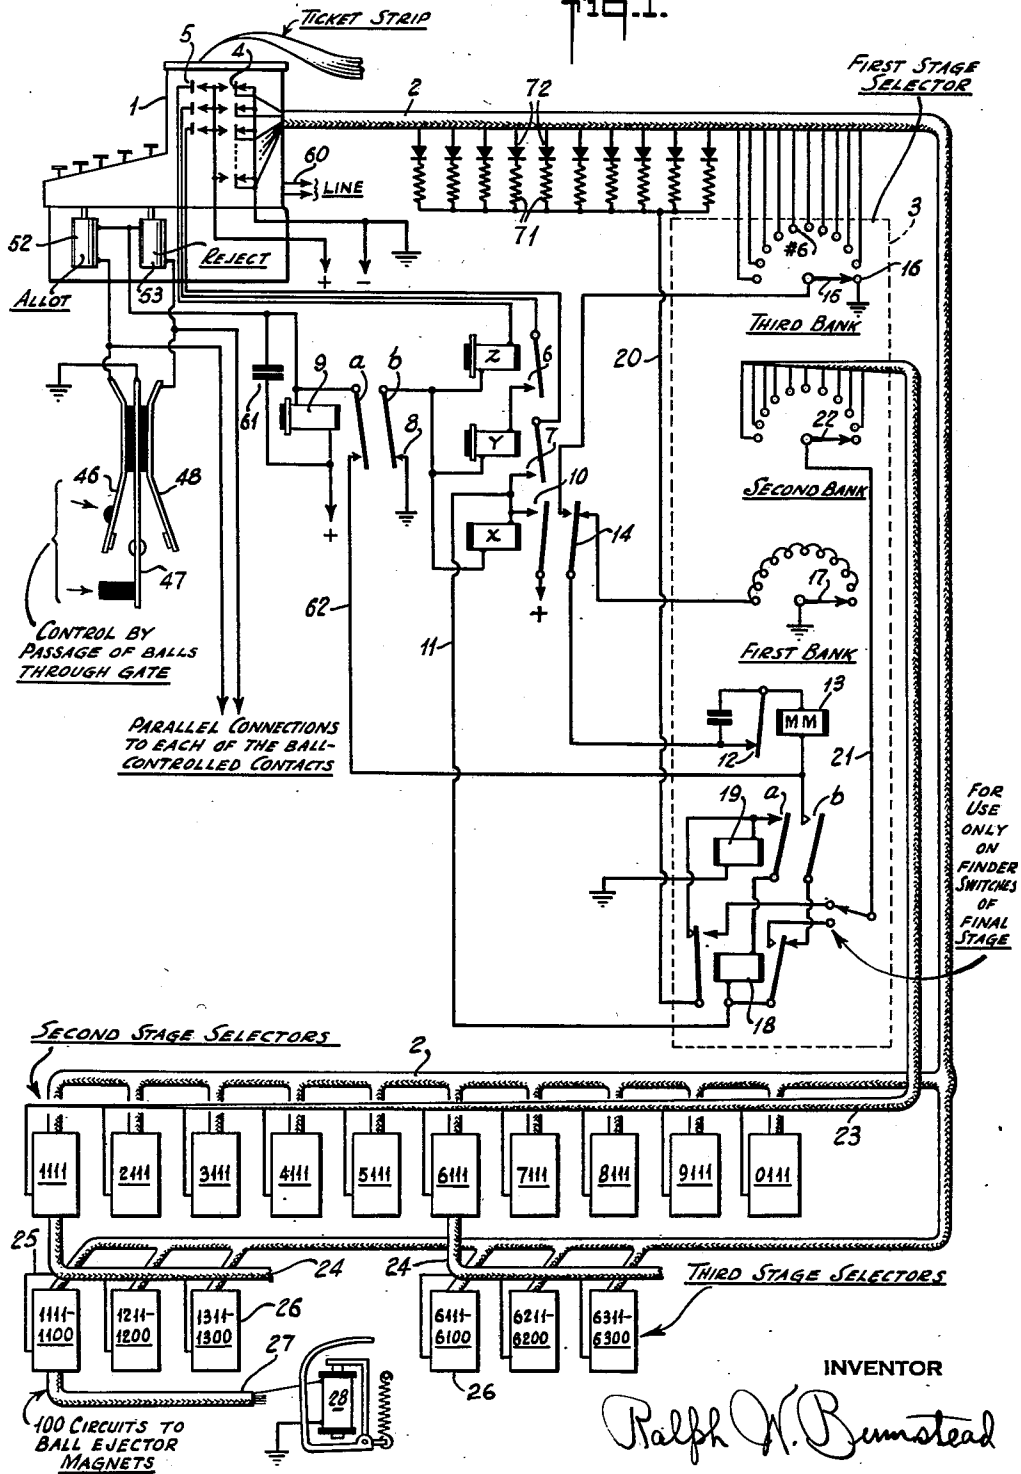 Fig. 1.
TICKET STRIP
5
4
1
2
72
FIRST STAGE
SELECTOR
60
LINE
71
3
#6
16
15
THIRD BANK
52
53
REJECT
ALLOT
+ -
20
22
SECOND BANK
61
9
a
b
8
Z
6
Y
7
10
X
14
+
+
46
48
47
17
FIRST BANK
CONTROL BY
PASSAGE OF BALLS
THROUGH GATE
62
11
PARALLEL CONNECTIONS
TO EACH OF THE BALL-
CONTROLLED CONTACTS
13
MM
12
21
19
a
b
18
FOR
USE
ONLY
ON
FINDER
SWITCHES
OF
FINAL
STAGE
SECOND STAGE SELECTORS
2
23
1111
2111
3111
4111
5111
6111
7111
8111
9111
0111
25
24
24
THIRD STAGE SELECTORS
1111-
1100
1211-
1200
1311-
1300
26
6111-
6100
6211-
6200
6311-
6300
26
27
28
100 CIRCUITS TO
BALL EJECTOR
MAGNETS
INVENTOR
Ralph W. Bumstead